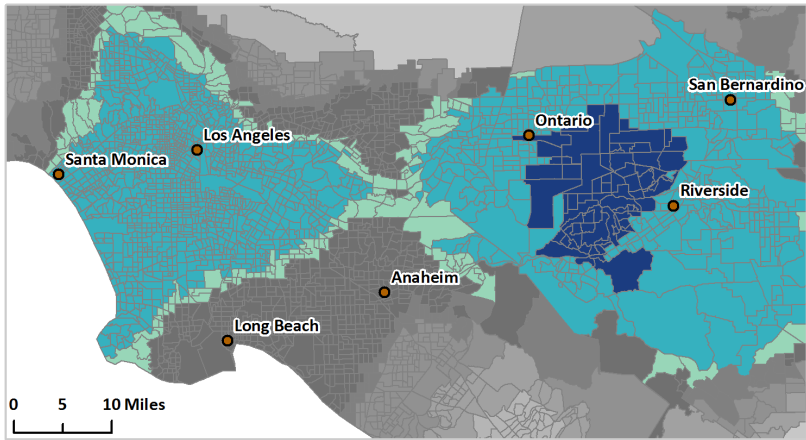 San Bernardino
Ontario
Los Angeles
Santa Monica
Riverside
Anaheim
Long Beach
0 5 10 Miles